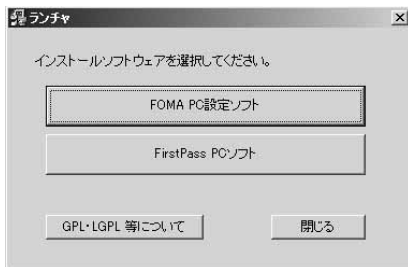 ランチャ
インストールソフトウェアを選択してください。
FOMA PC設定ソフト
FirstPass PCソフト
GPL・LGPL 等について
閉じる